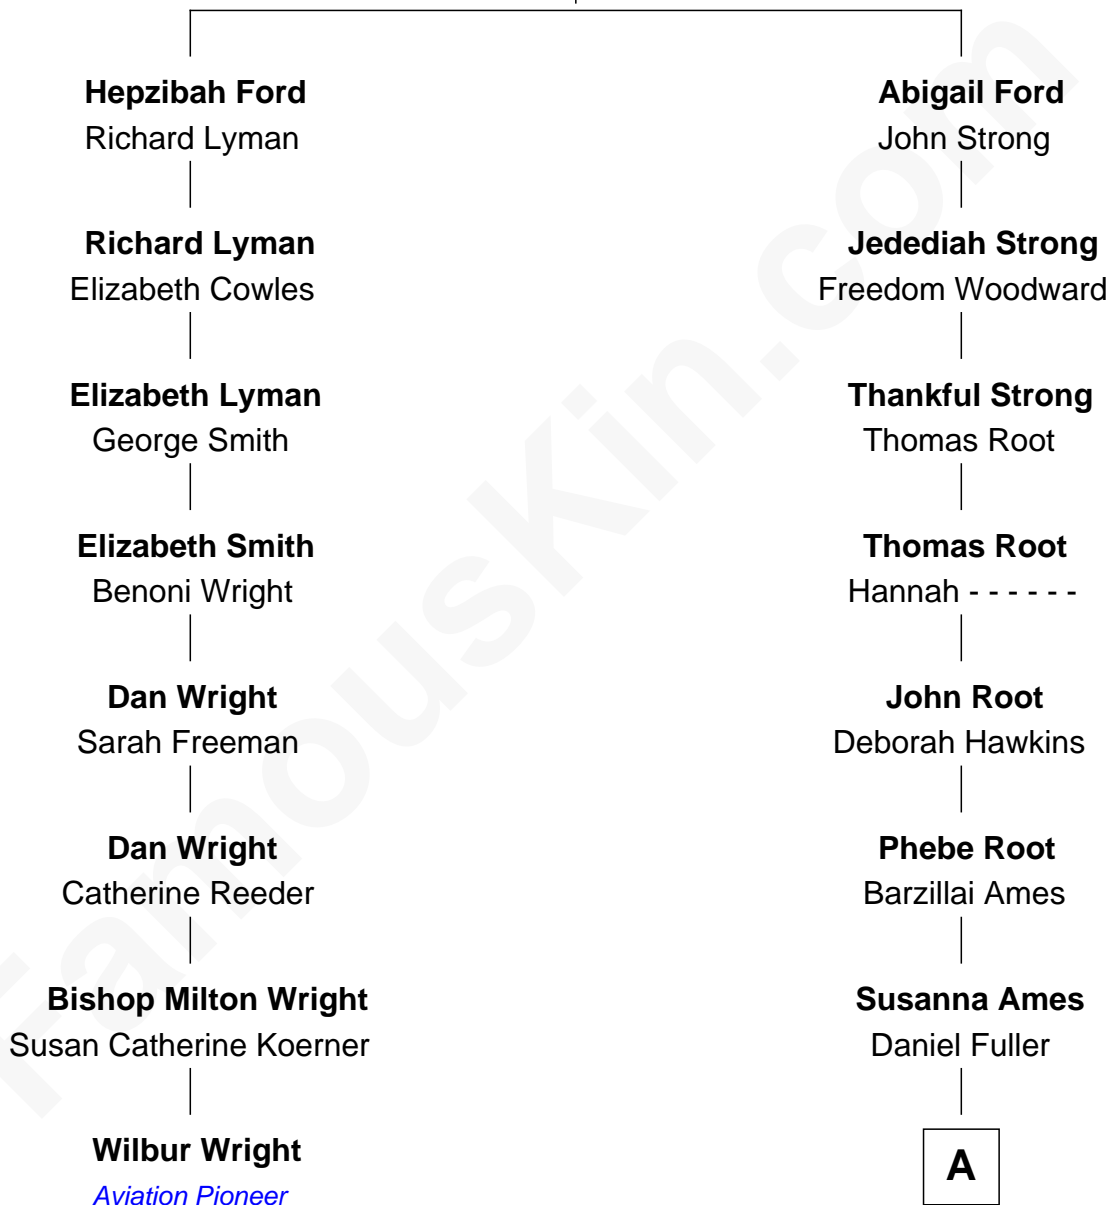 Hepzibah Ford
Richard Lyman
Richard Lyman
Elizabeth Cowles
Elizabeth Lyman
George Smith
Elizabeth Smith
Benoni Wright
Dan Wright
Sarah Freeman
Dan Wright
Catherine Reeder
Bishop Milton Wright
Susan Catherine Koerner
Wilbur Wright
Aviation Pioneer
Abigail Ford
John Strong
Jedediah Strong
Freedom Woodward
Thankful Strong
Thomas Root
Thomas Root
Hannah - - - - - -
John Root
Deborah Hawkins
Phebe Root
Barzillai Ames
Susanna Ames
Daniel Fuller
A
FamousKin.com